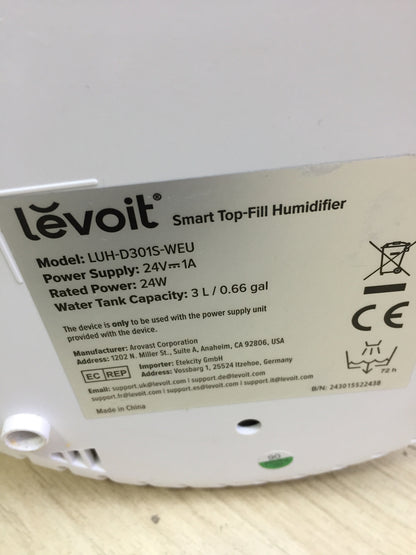 lěvoit® Smart Top-Fill Humidifier
Model: LUH-D301S-WEU
Power Supply: 24V⎓1A
Rated Power: 24W
Water Tank Capacity: 3 L / 0.66 gal
The device is only to be used with the power supply unit
provided with the device.
Manufacturer: Arovast Corporation
Address: 1202 N. Miller St., Suite A, Anaheim, CA 92806, USA
EC REP
Importer: Etekcity GmbH
Address: Vossbarg 1, 25524 Itzehoe, Germany
Email: support.uk@levoit.com | support.de@levoit.com
support.fr@levoit.com | support.es@levoit.com | support.it@levoit.com
Made in China
CE
72 h
B/N: 243015522438